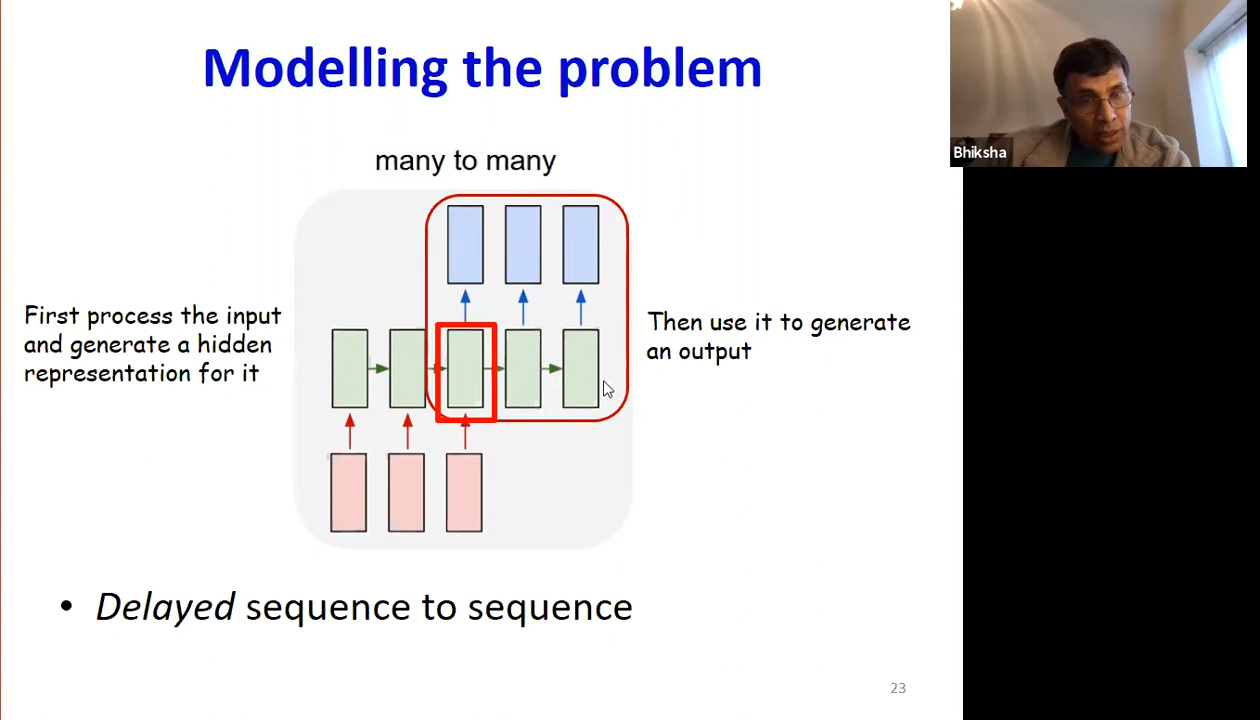 Modelling the problem
Bhiksha
many to many
First process the input
and generate a hidden
representation for it
Then use it to generate
an output
• Delayed sequence to sequence
23